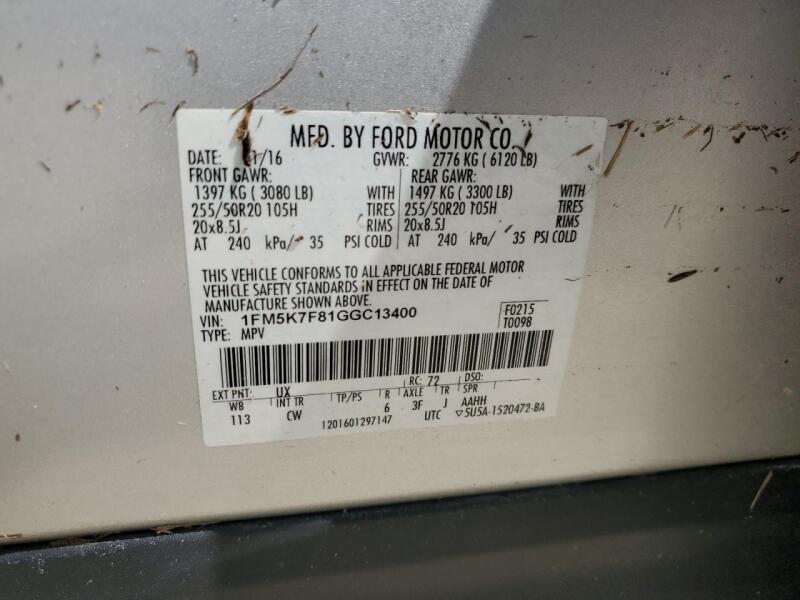 MFD. BY FORD MOTOR CO.
DATE: 1/16 GVWR: 2776 KG ( 6120 LB)
FRONT GAWR: REAR GAWR:
1397 KG ( 3080 LB) WITH 1497 KG ( 3300 LB) WITH
255/50R20 105H TIRES 255/50R20 105H TIRES
20x8.5J RIMS 20x8.5J RIMS
AT 240 kPa/ 35 PSI COLD AT 240 kPa/ 35 PSI COLD
THIS VEHICLE CONFORMS TO ALL APPLICABLE FEDERAL MOTOR
VEHICLE SAFETY STANDARDS IN EFFECT ON THE DATE OF
MANUFACTURE SHOWN ABOVE.
VIN: 1FM5K7F81GGC13400 F0215
TYPE: MPV T0098
EXT PNT: UX RC: 72 DSO:
WB INT TR TP/PS R AXLE TR SPR
113 CW 6 3F J AAHH
1201601297147 UTC ▽5U5A-1520472-BA